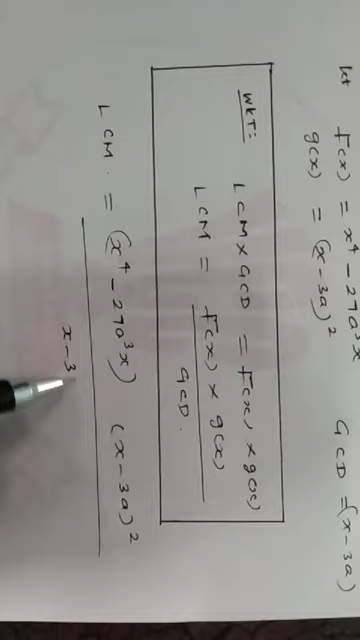 let f(x) = x⁴ - 27a³x GCD = (x-3a)
g(x) = (x-3a)²
WKT:
LCM × GCD = f(x) × g(x)
LCM = f(x) × g(x)
GCD.
LCM. = (x⁴ - 27a³x) (x-3a)²
x-3